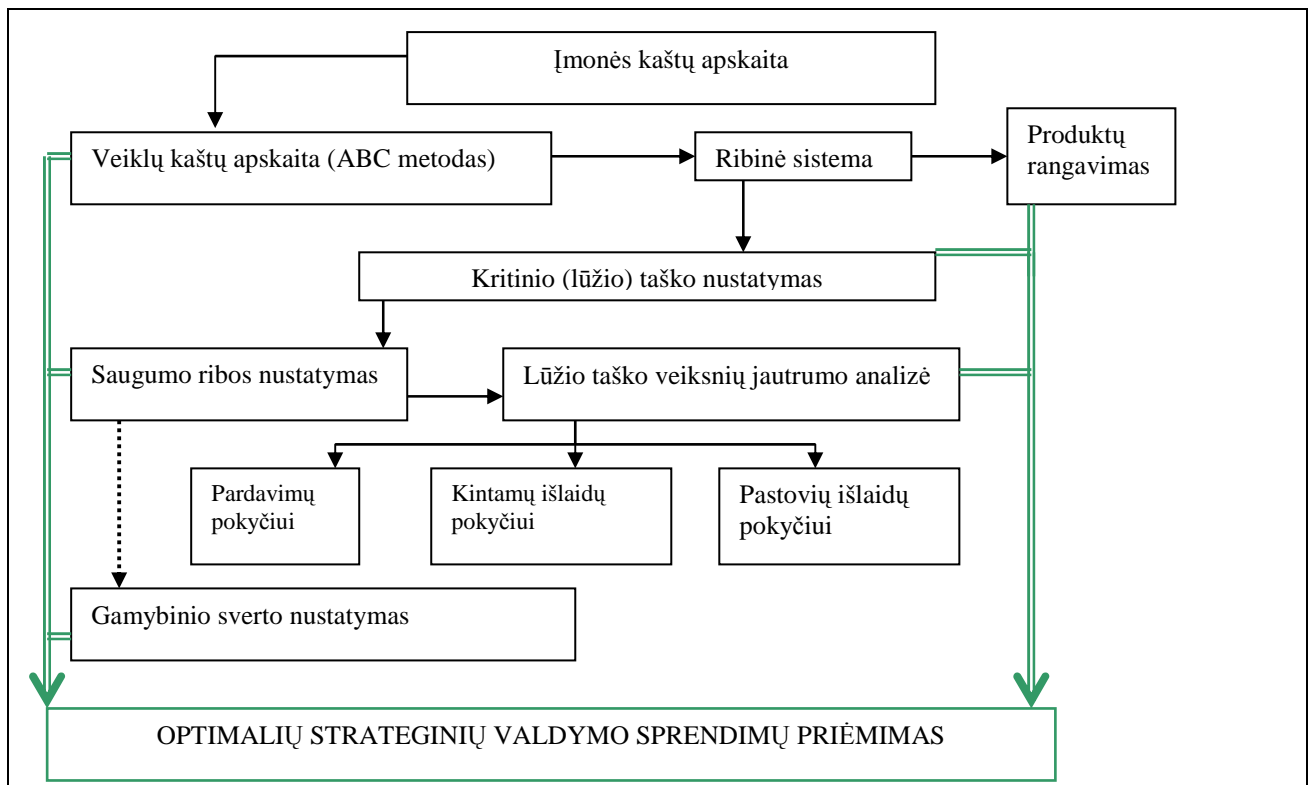 Įmonės kaštų apskaita
Veiklų kaštų apskaita (ABC metodas)
Ribinė sistema
Produktų
rangavimas
Kritinio (lūžio) taško nustatymas
Saugumo ribos nustatymas
Lūžio taško veiksnių jautrumo analizė
Pardavimų
pokyčiui
Kintamų išlaidų
pokyčiui
Pastovių išlaidų
pokyčiui
Gamybinio sverto nustatymas
OPTIMALIŲ STRATEGINIŲ VALDYMO SPRENDIMŲ PRIĖMIMAS